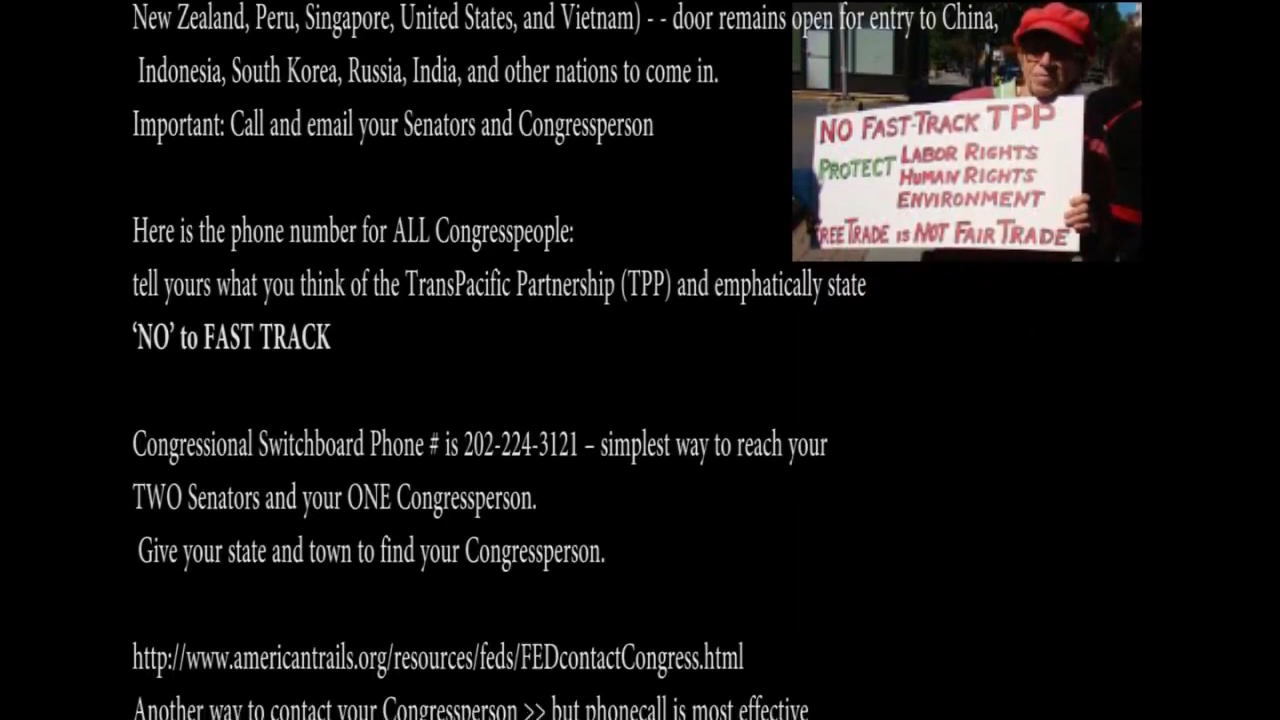 New Zealand, Peru, Singapore, United States, and Vietnam) - - door remains open for entry to China,
Indonesia, South Korea, Russia, India, and other nations to come in.
Important: Call and email your Senators and Congressperson
NO FAST-TRACK TPP
PROTECT LABOR RIGHTS
HUMAN RIGHTS
ENVIRONMENT
REE TRADE IS NOT FAIR TRADE
Here is the phone number for ALL Congresspeople:
tell yours what you think of the TransPacific Partnership (TPP) and emphatically state
‘NO’ to FAST TRACK
Congressional Switchboard Phone # is 202-224-3121 – simplest way to reach your
TWO Senators and your ONE Congressperson.
Give your state and town to find your Congressperson.
http://www.americantrails.org/resources/feds/FEDcontactCongress.html
Another way to contact your Congressperson >> but phonecall is most effective